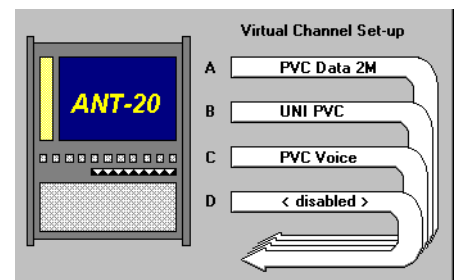 Virtual Channel Set-up
ANT-20
A PVC Data 2M
B UNI PVC
C PVC Voice
D < disabled >